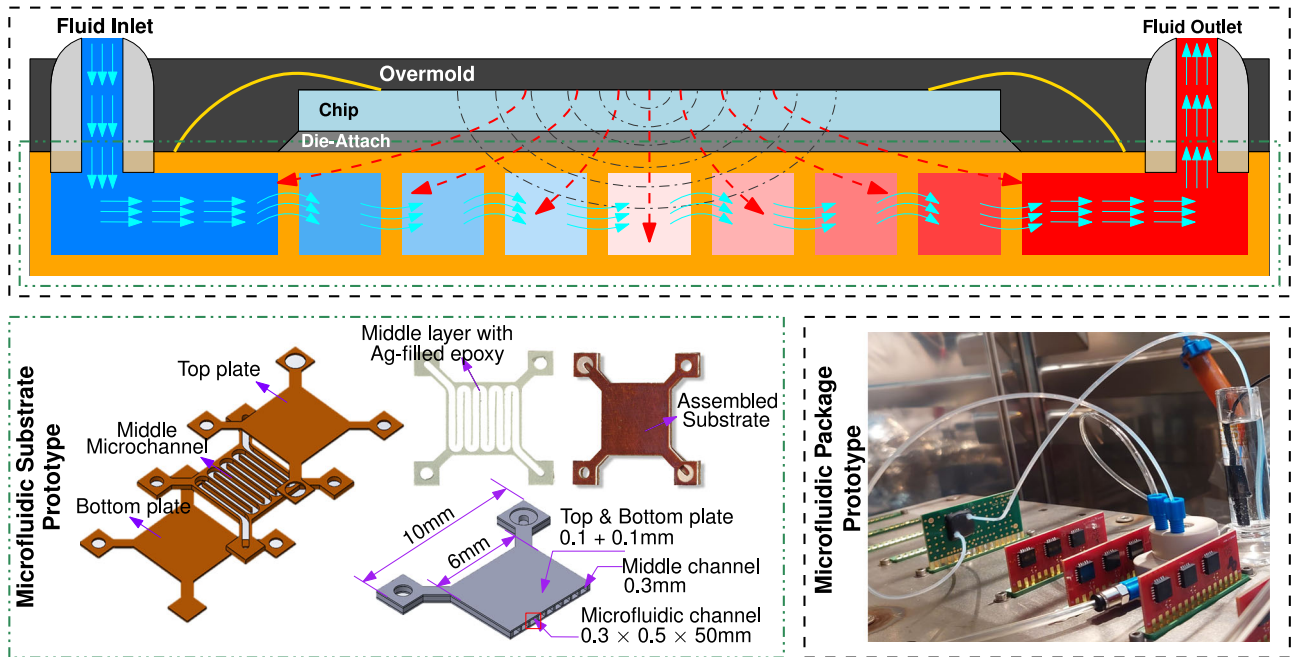 Fluid Inlet
Fluid Outlet
Overmold
Chip
Die-Attach
Microfluidic Substrate
Prototype
Top plate
Middle
Microchannel
Bottom plate
Middle layer with
Ag-filled epoxy
Assembled
Substrate
10mm
6mm
Top & Bottom plate
0.1 + 0.1mm
Middle channel
0.3mm
Microfluidic channel
0.3 × 0.5 × 50mm
Microfluidic Package
Prototype